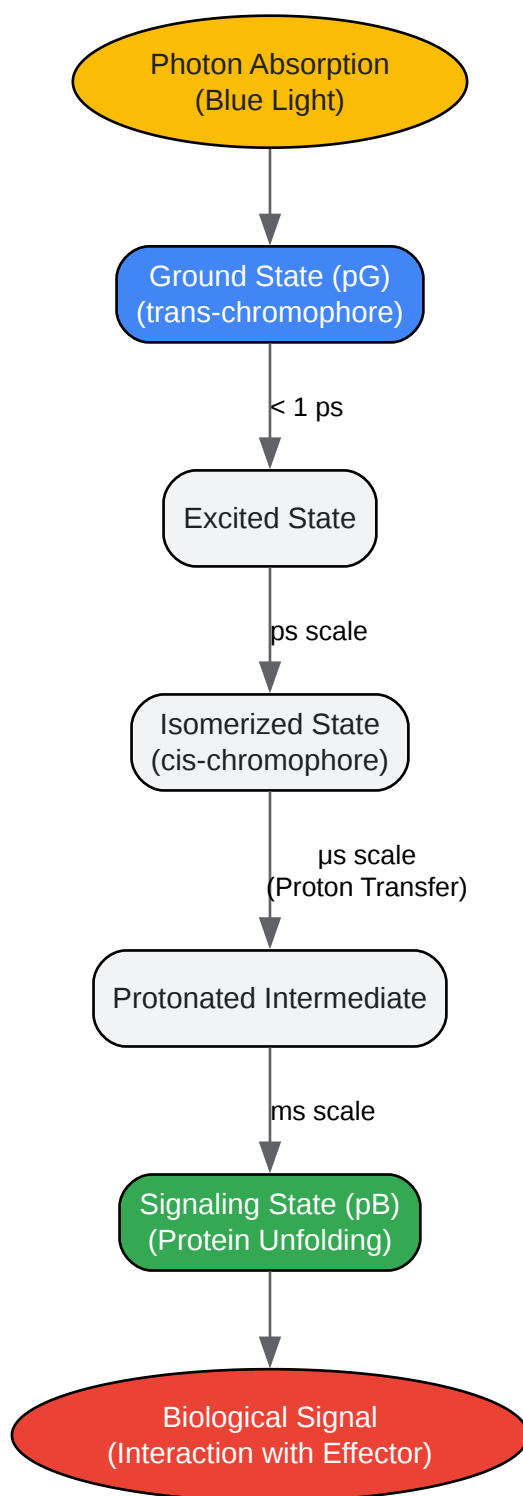 Photon Absorption
(Blue Light)
Ground State (pG)
(trans-chromophore)
< 1 ps
Excited State
ps scale
Isomerized State
(cis-chromophore)
μs scale
(Proton Transfer)
Protonated Intermediate
ms scale
Signaling State (pB)
(Protein Unfolding)
Biological Signal
(Interaction with Effector)